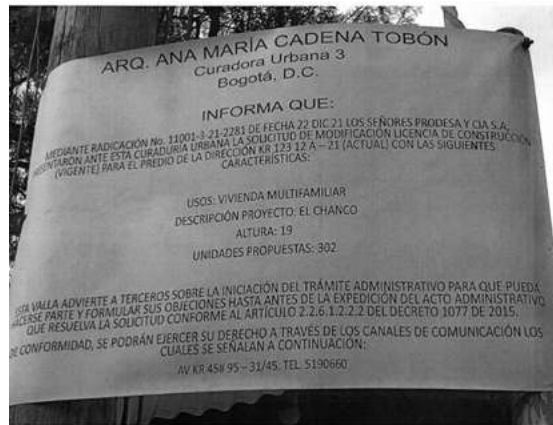 ARQ. ANA MARÍA CADENA TOBÓN
Curadora Urbana 3
Bogotá, D.C.
INFORMA QUE:
MEDIANTE RADICACIÓN No. 11001-3-21-2281 DE FECHA 22 DIC.21 LOS SEÑORES PRODESA Y CIA S.A,
PRESENTARON ANTE ESTA CURADURÍA URBANA LA SOLICITUD DE MODIFICACIÓN LICENCIA DE CONSTRUCCIÓN
(VIGENTE) PARA EL PREDIO DE LA DIRECCIÓN KR 123 12 A – 21 (ACTUAL) CON LAS SIGUIENTES
CARACTERÍSTICAS:
USOS: VIVIENDA MULTIFAMILIAR
DESCRIPCIÓN PROYECTO: EL CHANCO
ALTURA: 19
UNIDADES PROPUESTAS: 302
ESTA VALLA ADVIERTE A TERCEROS SOBRE LA INICIACIÓN DEL TRÁMITE ADMINISTRATIVO PARA QUE PUEDA
HACERSE PARTE Y FORMULAR SUS OBJECIONES HASTA ANTES DE LA EXPEDICIÓN DEL ACTO ADMINISTRATIVO
QUE RESUELVA LA SOLICITUD CONFORME AL ARTÍCULO 2.2.6.1.2.2.2 DEL DECRETO 1077 DE 2015.
DE CONFORMIDAD, SE PODRÁN EJERCER SU DERECHO A TRAVÉS DE LOS CANALES DE COMUNICACIÓN LOS
CUALES SE SEÑALAN A CONTINUACIÓN:
AV KR 45# 95 – 31/45. TEL. 5190660